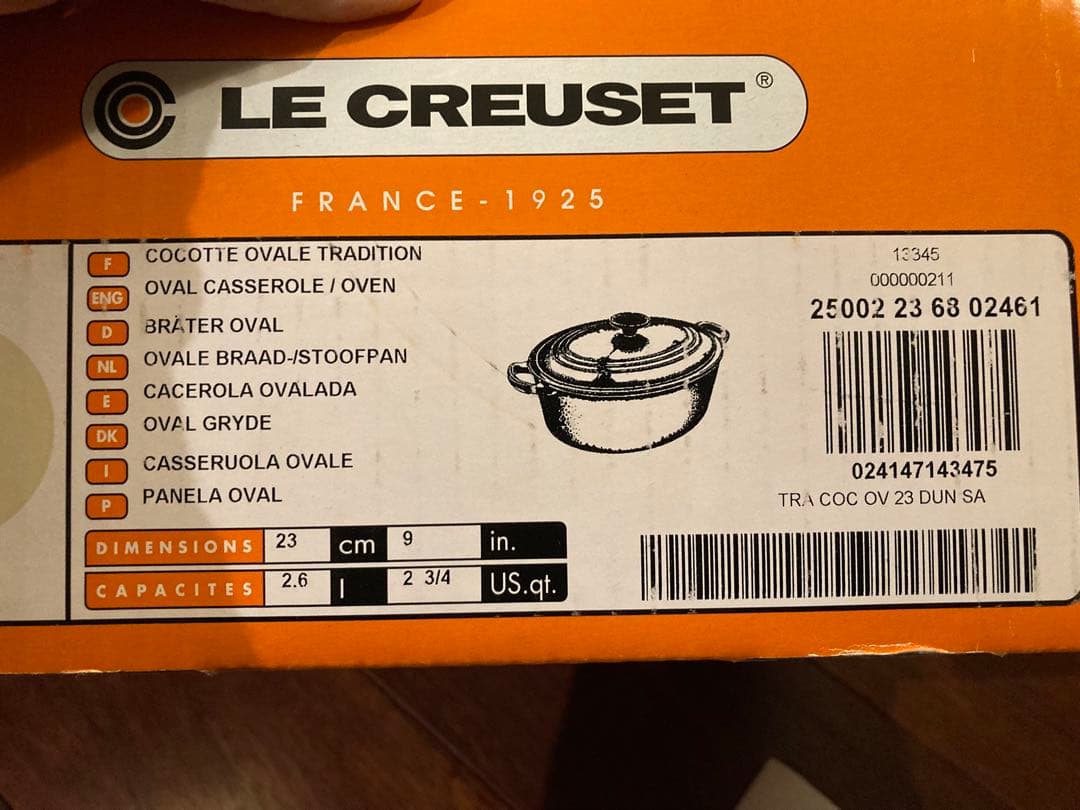 LE CREUSET®
FRANCE - 1925
F COCOTTE OVALE TRADITION
ENG OVAL CASSEROLE / OVEN
D BRÄTER OVAL
NL OVALE BRAAD-/STOOFPAN
E CACEROLA OVALADA
DK OVAL GRYDE
I CASSERUOLA OVALE
P PANELA OVAL
DIMENSIONS 23 cm 9 in.
CAPACITES 2.6 l 2 3/4 US.qt.
13345
000000211
25002 23 68 02461
024147143475
TRA COC OV 23 DUN SA